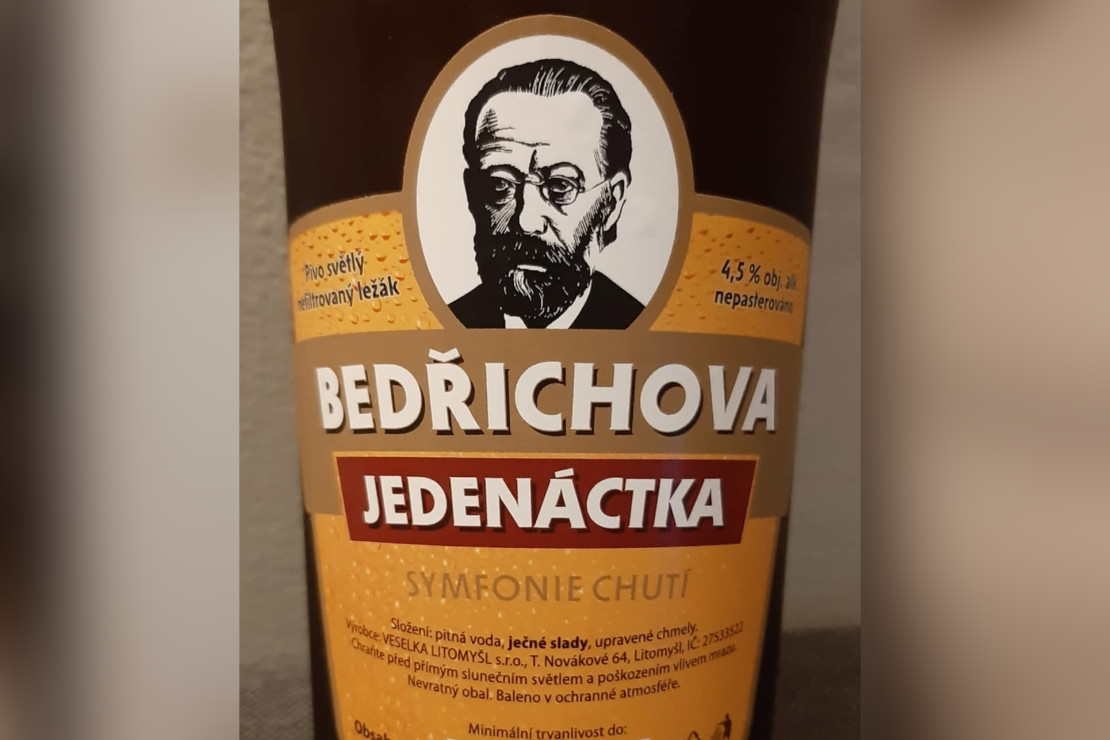 Pivo světlý
nefiltrovaný ležák
4,5 % obj. alk.
nepasterováno
BEDŘICHOVA
JEDENÁCTKA
SYMFONIE CHUTÍ
Složení: pitná voda, ječné slady, upravené chmely.
Výrobce: VESELKA LITOMYŠL s.r.o., T. Novákové 64, Litomyšl, IČ: 27533522
Chraňte před přímým slunečním světlem a poškozením vlivem mrazu.
Nevratný obal. Baleno v ochranné atmosféře.
Minimální trvanlivost do: